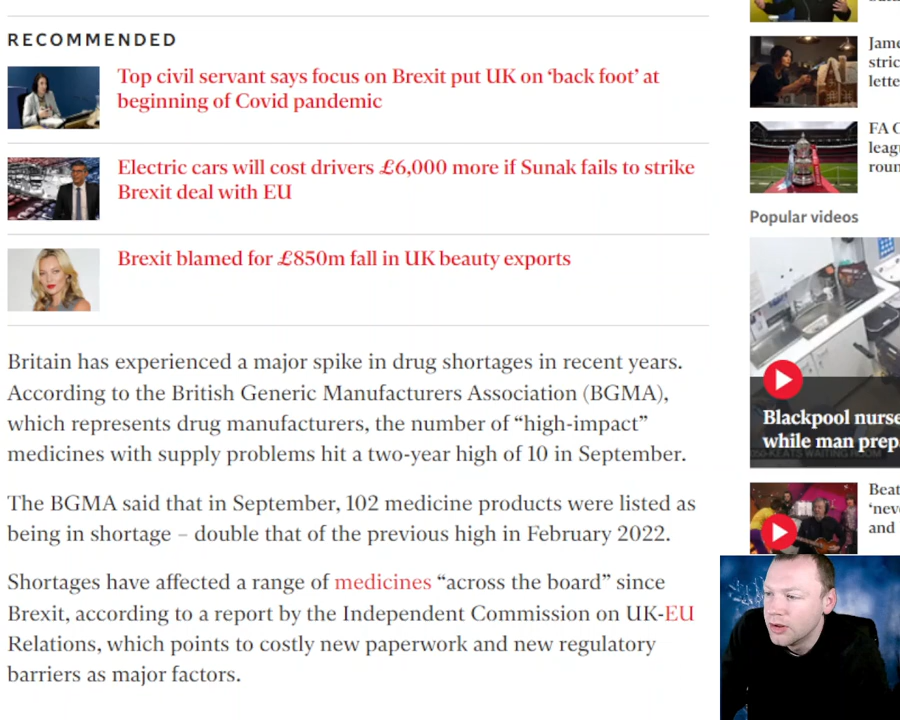 RECOMMENDED
Top civil servant says focus on Brexit put UK on ‘back foot’ at
beginning of Covid pandemic
Electric cars will cost drivers £6,000 more if Sunak fails to strike
Brexit deal with EU
Brexit blamed for £850m fall in UK beauty exports
Britain has experienced a major spike in drug shortages in recent years.
According to the British Generic Manufacturers Association (BGMA),
which represents drug manufacturers, the number of “high-impact”
medicines with supply problems hit a two-year high of 10 in September.
The BGMA said that in September, 102 medicine products were listed as
being in shortage – double that of the previous high in February 2022.
Shortages have affected a range of medicines “across the board” since
Brexit, according to a report by the Independent Commission on UK-EU
Relations, which points to costly new paperwork and new regulatory
barriers as major factors.
Jame
stric
lette
FA C
leag
roun
Popular videos
Blackpool nurse
while man prep
Beat
‘neve
and